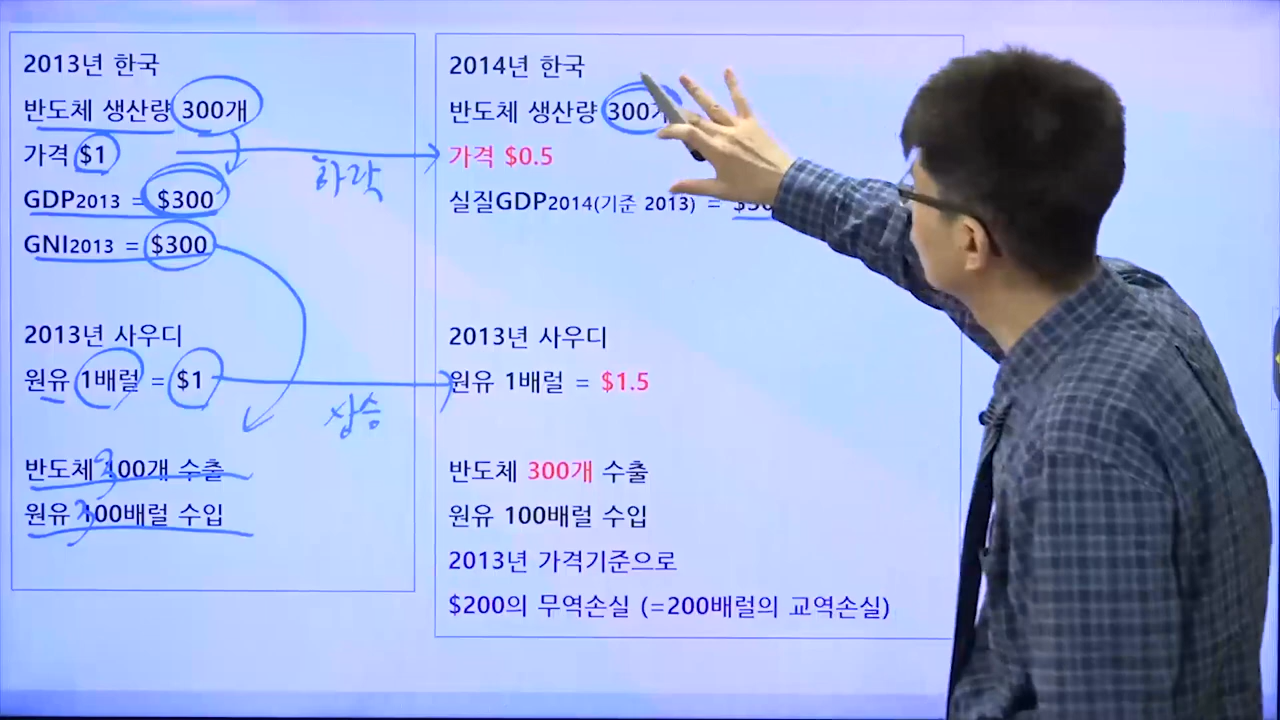 2013년 한국
반도체 생산량 300개
가격 $1
GDP2013 = $300
GNI2013 = $300
2013년 사우디
원유 1배럴 = $1
반도체 300개 수출
원유 300배럴 수입
하락
상승
2014년 한국
반도체 생산량 300개
가격 $0.5
실질GDP2014(기준 2013) =
2013년 사우디
원유 1배럴 = $1.5
반도체 300개 수출
원유 100배럴 수입
2013년 가격기준으로
$200의 무역손실 (=200배럴의 교역손실)